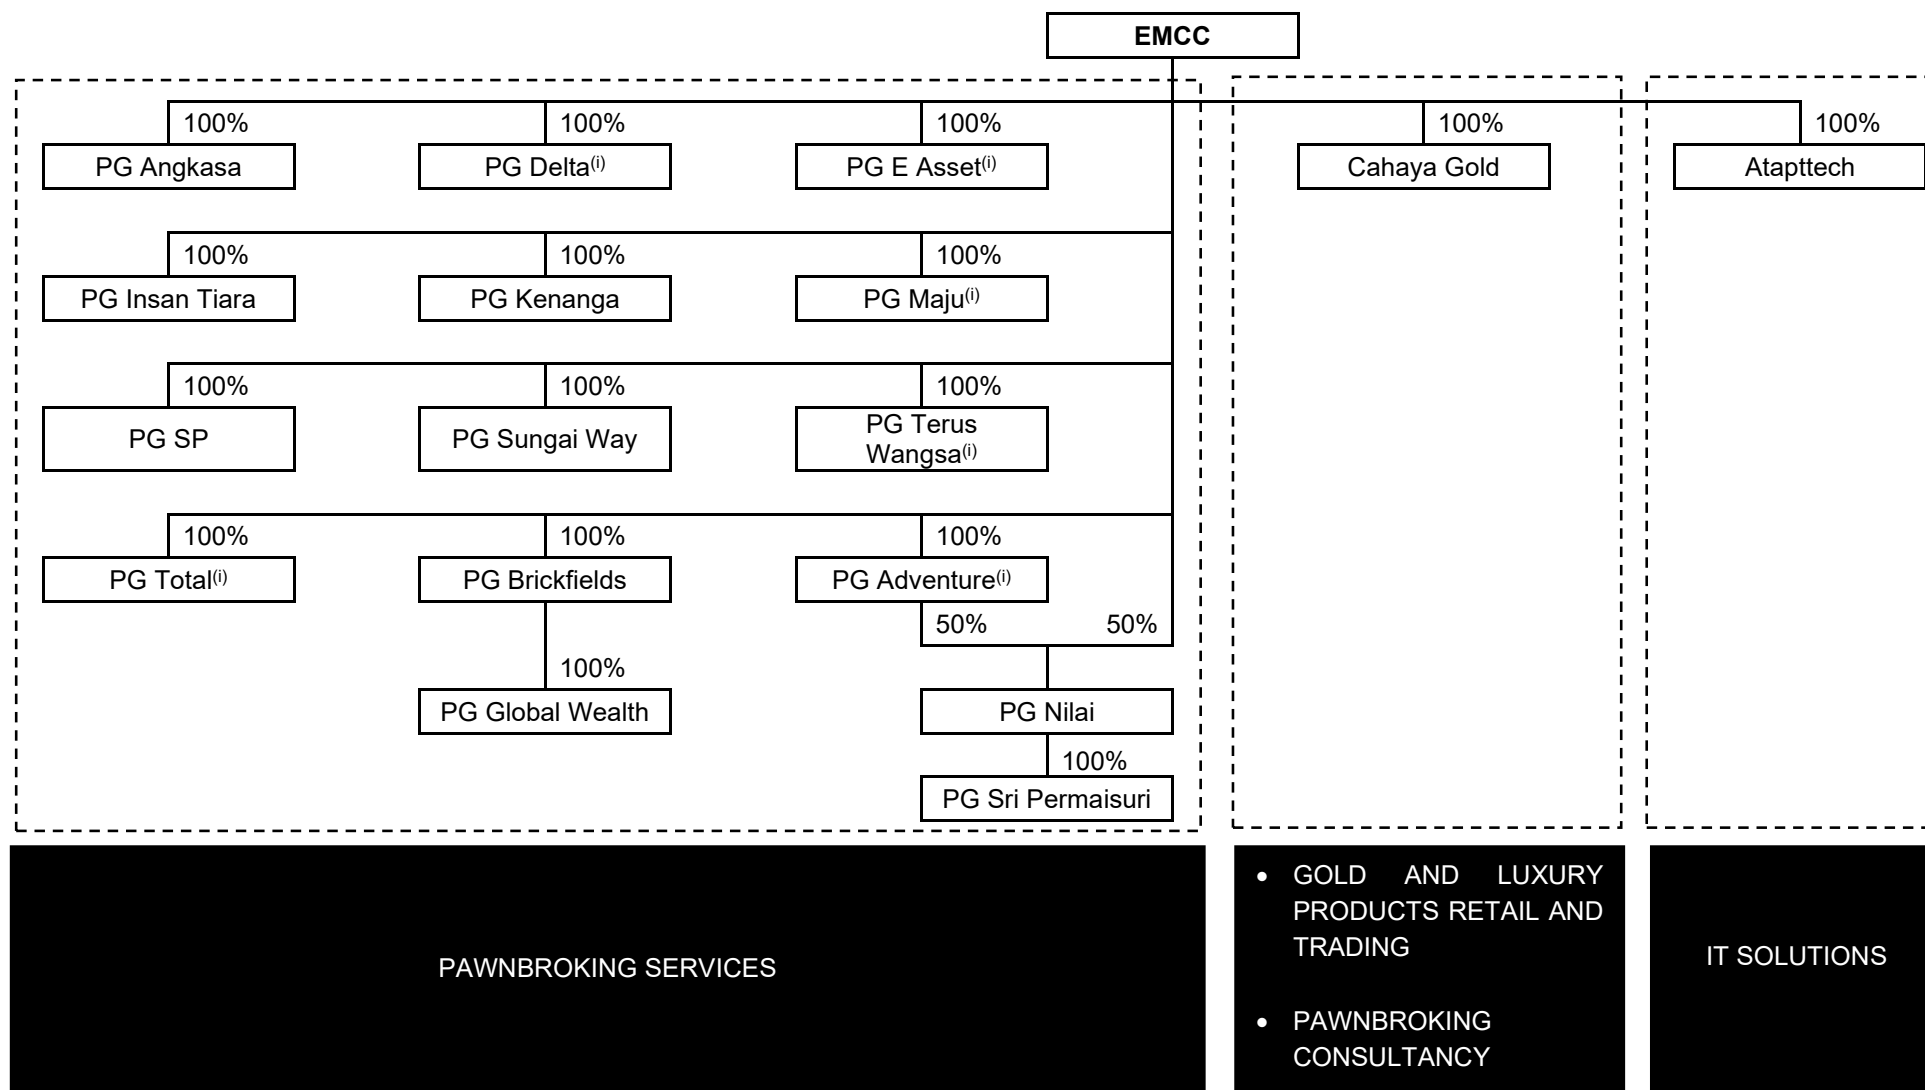 EMCC
100%
100%
100%
100%
100%
PG Angkasa
PG Delta(i)
PG E Asset(i)
Cahaya Gold
Atapttech
100%
100%
100%
PG Insan Tiara
PG Kenanga
PG Maju(i)
100%
100%
100%
PG SP
PG Sungai Way
PG Terus
Wangsa(i)
100%
100%
100%
PG Total(i)
PG Brickfields
PG Adventure(i)
50%
50%
100%
PG Global Wealth
PG Nilai
100%
PG Sri Permaisuri
PAWNBROKING SERVICES
• GOLD AND LUXURY
PRODUCTS RETAIL AND
TRADING
• PAWNBROKING
CONSULTANCY
IT SOLUTIONS